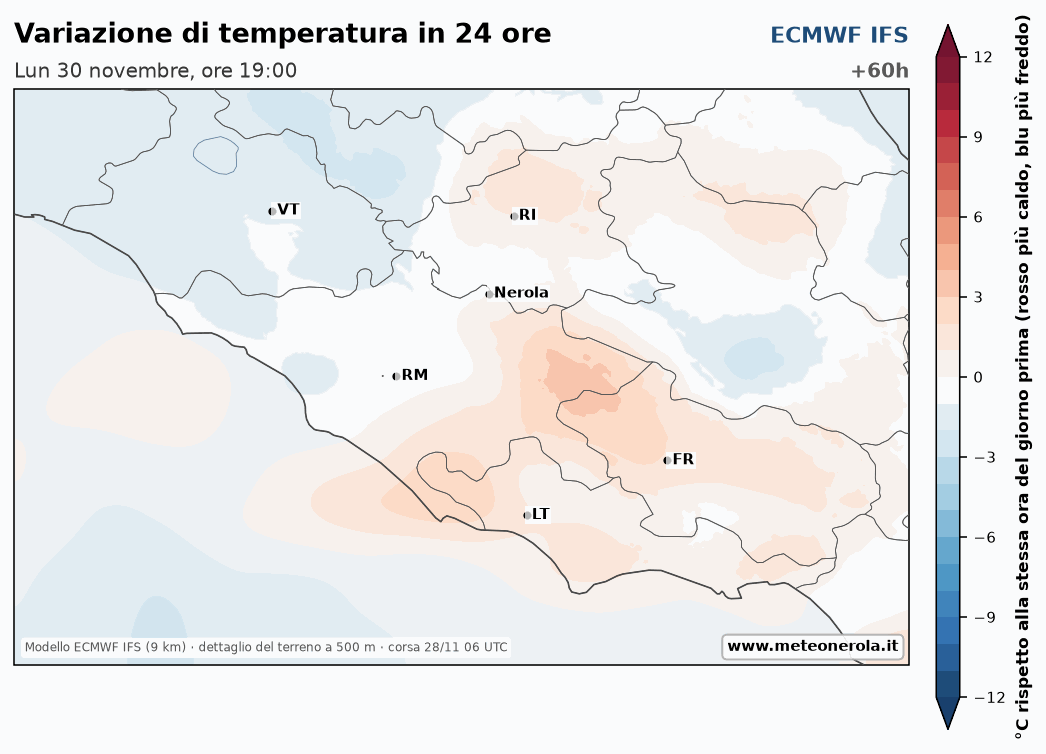 Variazione di temperatura in 24 ore
ECMWF IFS
Lun 30 novembre, ore 19:00
+60h
VT
RI
Nerola
RM
FR
LT
Modello ECMWF IFS (9 km) · dettaglio del terreno a 500 m · corsa 28/11 06 UTC
www.meteonerola.it
12
9
6
3
0
−3
−6
−9
−12
°C rispetto alla stessa ora del giorno prima (rosso più caldo, blu più freddo)